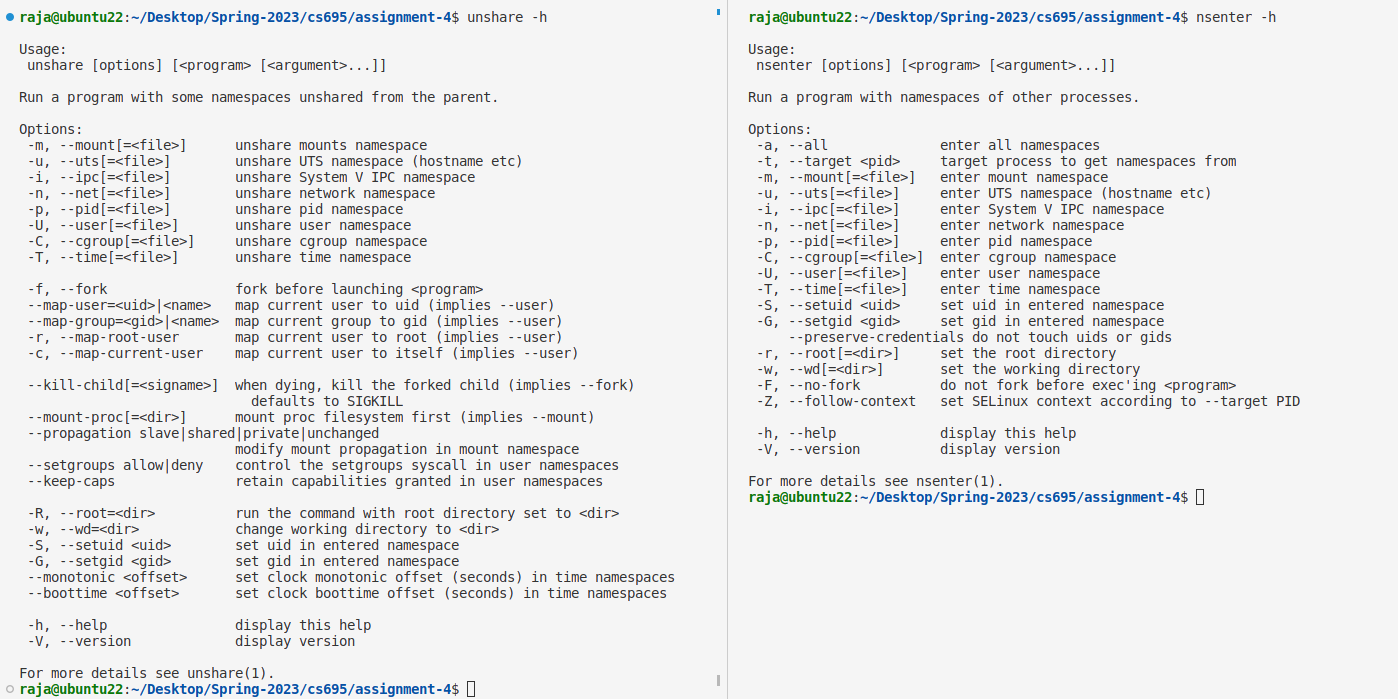 raja@ubuntu22:~/Desktop/Spring-2023/cs695/assignment-4$ unshare -h
Usage:
unshare [options] [<program> [<argument>...]]
Run a program with some namespaces unshared from the parent.
Options:
-m, --mount[=<file>]      unshare mounts namespace
-u, --uts[=<file>]        unshare UTS namespace (hostname etc)
-i, --ipc[=<file>]        unshare System V IPC namespace
-n, --net[=<file>]        unshare network namespace
-p, --pid[=<file>]        unshare pid namespace
-U, --user[=<file>]       unshare user namespace
-C, --cgroup[=<file>]     unshare cgroup namespace
-T, --time[=<file>]       unshare time namespace
-f, --fork                fork before launching <program>
--map-user=<uid>|<name>   map current user to uid (implies --user)
--map-group=<gid>|<name>  map current group to gid (implies --user)
-r, --map-root-user       map current user to root (implies --user)
-c, --map-current-user    map current user to itself (implies --user)
--kill-child[=<signame>]  when dying, kill the forked child (implies --fork)
defaults to SIGKILL
--mount-proc[=<dir>]      mount proc filesystem first (implies --mount)
--propagation slave|shared|private|unchanged
modify mount propagation in mount namespace
--setgroups allow|deny    control the setgroups syscall in user namespaces
--keep-caps               retain capabilities granted in user namespaces
-R, --root=<dir>          run the command with root directory set to <dir>
-w, --wd=<dir>            change working directory to <dir>
-S, --setuid <uid>        set uid in entered namespace
-G, --setgid <gid>        set gid in entered namespace
--monotonic <offset>      set clock monotonic offset (seconds) in time namespaces
--boottime <offset>       set clock boottime offset (seconds) in time namespaces
-h, --help                display this help
-V, --version             display version
For more details see unshare(1).
raja@ubuntu22:~/Desktop/Spring-2023/cs695/assignment-4$
raja@ubuntu22:~/Desktop/Spring-2023/cs695/assignment-4$ nsenter -h
Usage:
nsenter [options] [<program> [<argument>...]]
Run a program with namespaces of other processes.
Options:
-a, --all              enter all namespaces
-t, --target <pid>     target process to get namespaces from
-m, --mount[=<file>]   enter mount namespace
-u, --uts[=<file>]     enter UTS namespace (hostname etc)
-i, --ipc[=<file>]     enter System V IPC namespace
-n, --net[=<file>]     enter network namespace
-p, --pid[=<file>]     enter pid namespace
-C, --cgroup[=<file>]  enter cgroup namespace
-U, --user[=<file>]    enter user namespace
-T, --time[=<file>]    enter time namespace
-S, --setuid <uid>     set uid in entered namespace
-G, --setgid <gid>     set gid in entered namespace
--preserve-credentials do not touch uids or gids
-r, --root[=<dir>]     set the root directory
-w, --wd[=<dir>]       set the working directory
-F, --no-fork          do not fork before exec'ing <program>
-Z, --follow-context   set SELinux context according to --target PID
-h, --help             display this help
-V, --version          display version
For more details see nsenter(1).
raja@ubuntu22:~/Desktop/Spring-2023/cs695/assignment-4$